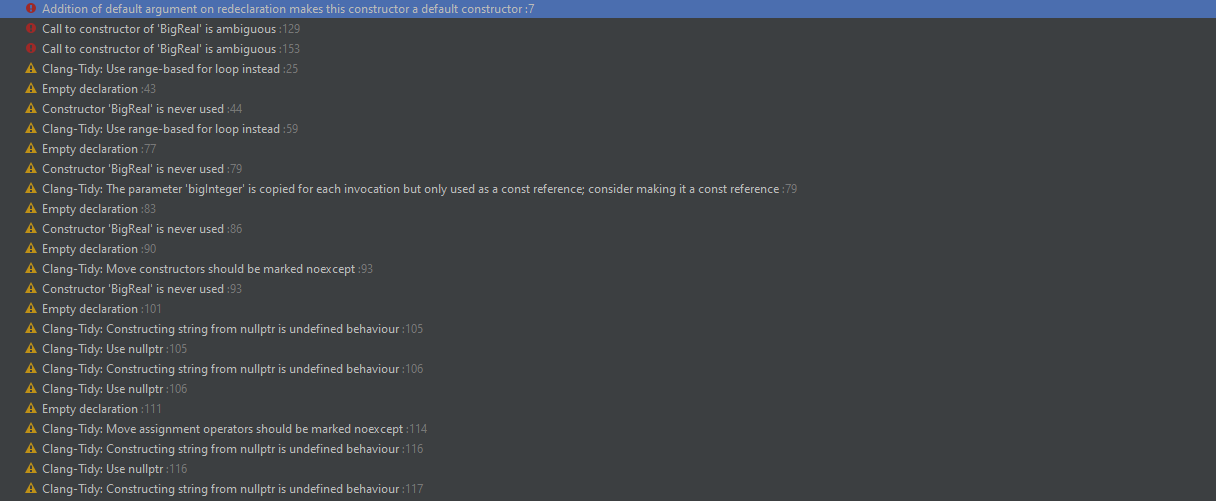 Addition of default argument on redeclaration makes this constructor a default constructor :7
Call to constructor of 'BigReal' is ambiguous :129
Call to constructor of 'BigReal' is ambiguous :153
Clang-Tidy: Use range-based for loop instead :25
Empty declaration :43
Constructor 'BigReal' is never used :44
Clang-Tidy: Use range-based for loop instead :59
Empty declaration :77
Constructor 'BigReal' is never used :79
Clang-Tidy: The parameter 'bigInteger' is copied for each invocation but only used as a const reference; consider making it a const reference :79
Empty declaration :83
Constructor 'BigReal' is never used :86
Empty declaration :90
Clang-Tidy: Move constructors should be marked noexcept :93
Constructor 'BigReal' is never used :93
Empty declaration :101
Clang-Tidy: Constructing string from nullptr is undefined behaviour :105
Clang-Tidy: Use nullptr :105
Clang-Tidy: Constructing string from nullptr is undefined behaviour :106
Clang-Tidy: Use nullptr :106
Empty declaration :111
Clang-Tidy: Move assignment operators should be marked noexcept :114
Clang-Tidy: Constructing string from nullptr is undefined behaviour :116
Clang-Tidy: Use nullptr :116
Clang-Tidy: Constructing string from nullptr is undefined behaviour :117